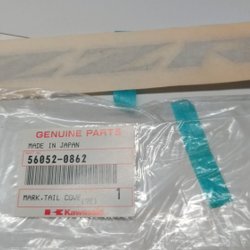 GENUINE PARTS
MADE IN JAPAN
56052-0862
MARK,TAIL COVE
1
Kawasaki